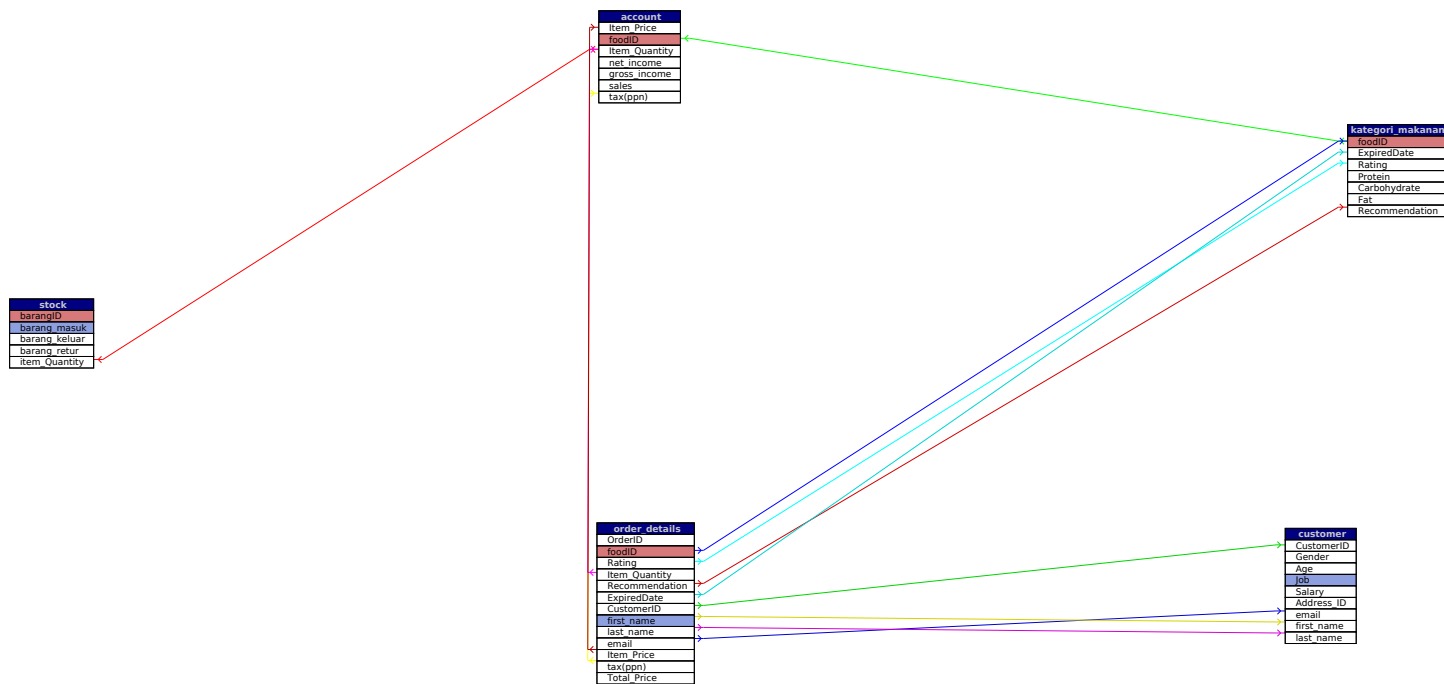 account
Item_Price
foodID
Item_Quantity
net_income
gross_income
sales
tax(ppn)
kategori_makanan
foodID
ExpiredDate
Rating
Protein
Carbohydrate
Fat
Recommendation
stock
barangID
barang_masuk
barang_keluar
barang_retur
item_Quantity
order_details
OrderID
foodID
Rating
Item_Quantity
Recommendation
ExpiredDate
CustomerID
first_name
last_name
email
Item_Price
tax(ppn)
Total_Price
customer
CustomerID
Gender
Age
Job
Salary
Address_ID
email
first_name
last_name